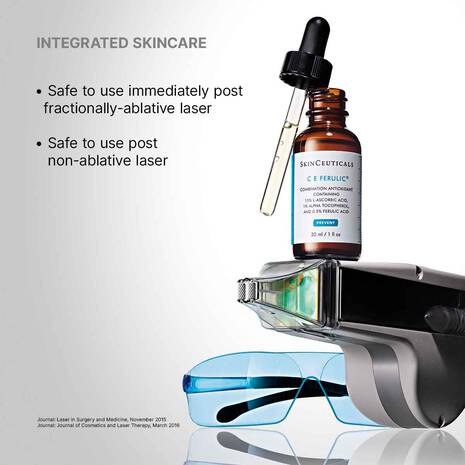 INTEGRATED SKINCARE
• Safe to use immediately post
fractionally-ablative laser
• Safe to use post
non-ablative laser
SKINCEUTICALS
C E FERULIC®
COMBINATION ANTIOXIDANT
CONTAINING
15% L-ASCORBIC ACID,
1% ALPHA TOCOPHEROL,
AND 0.5% FERULIC ACID
PREVENT
30 ml / 1 fl oz
Journal: Laser in Surgery and Medicine, November 2015
Journal: Journal of Cosmetics and Laser Therapy, March 2016